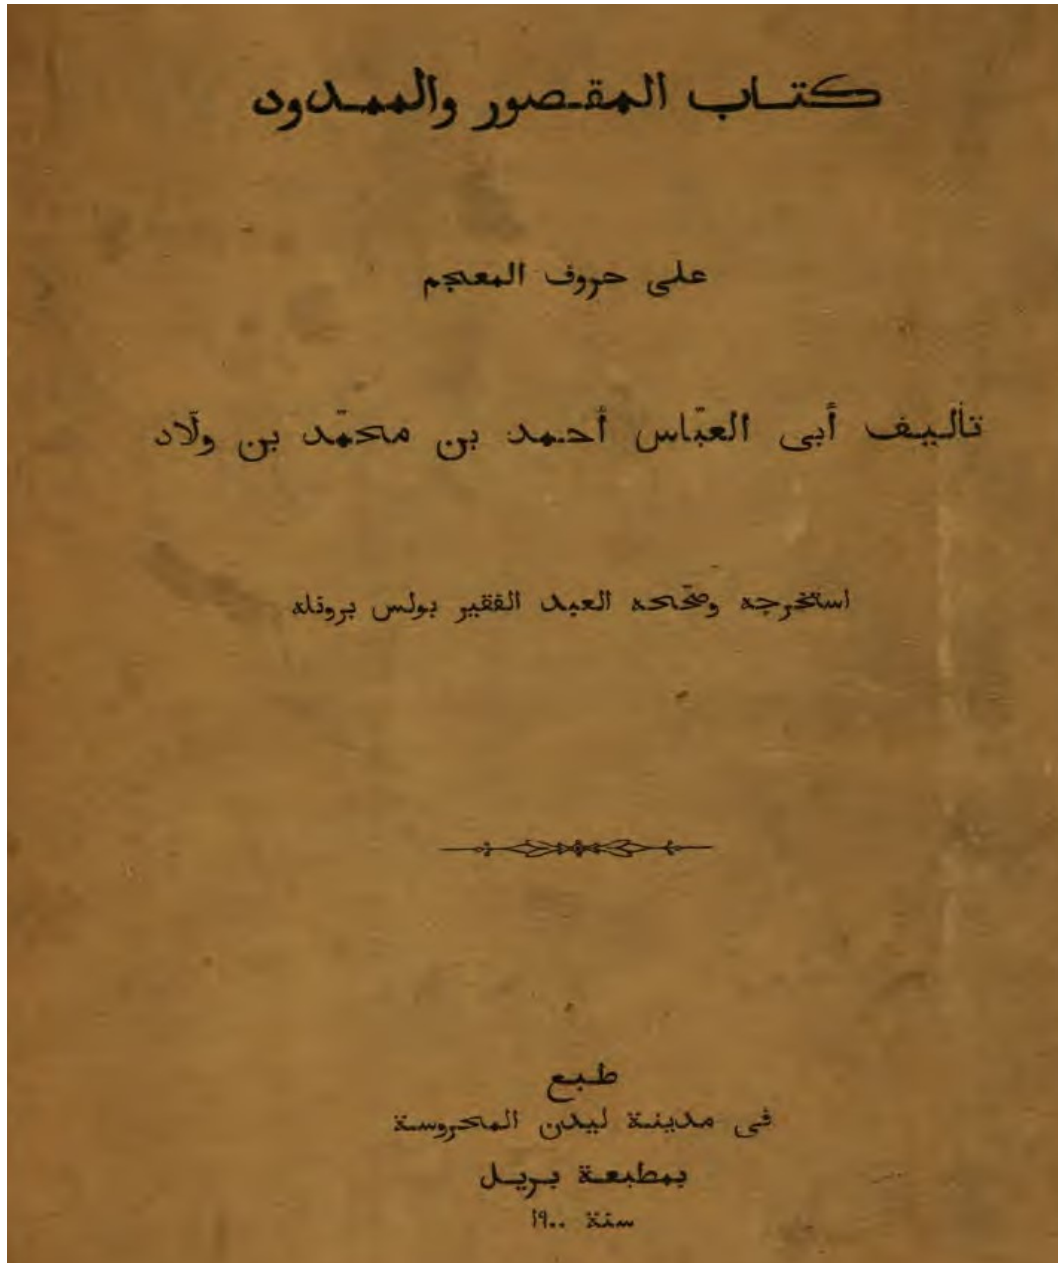 كتاب المقصور والممدود
على حروف المعجم
تأليف أبى العبّاس أحمد بن محمّد بن ولّاد
استخرجه وصحّحه العبد الفقير بولس برونله
طبع
فى مدينة ليدن المحروسة
بمطبعة بريل
سنة ١٩٠٠